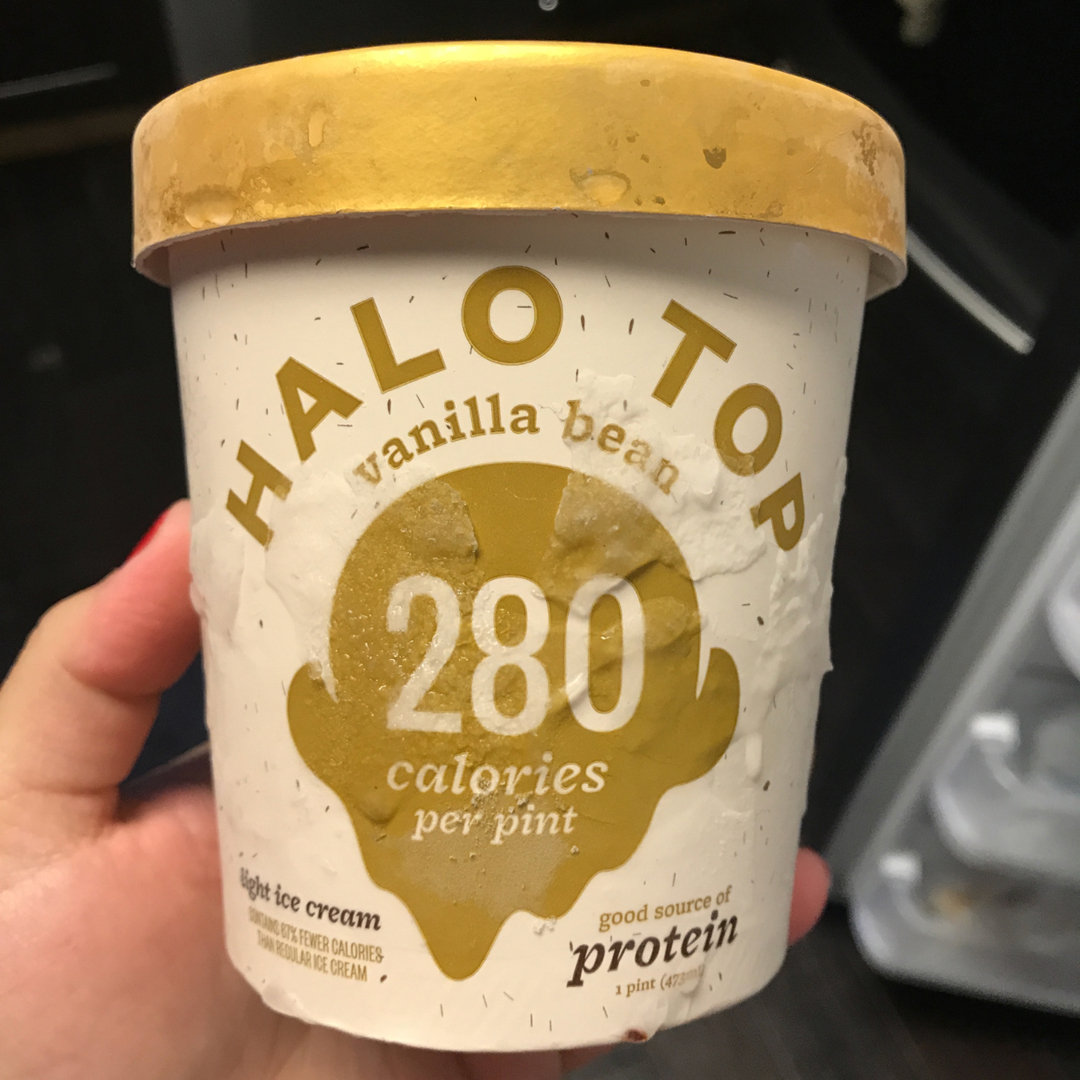 HALO TOP
vanilla bean
280
calories
per pint
light ice cream
CONTAINS 67% FEWER CALORIES
THAN REGULAR ICE CREAM
good source of
protein
1 pint (473ml)